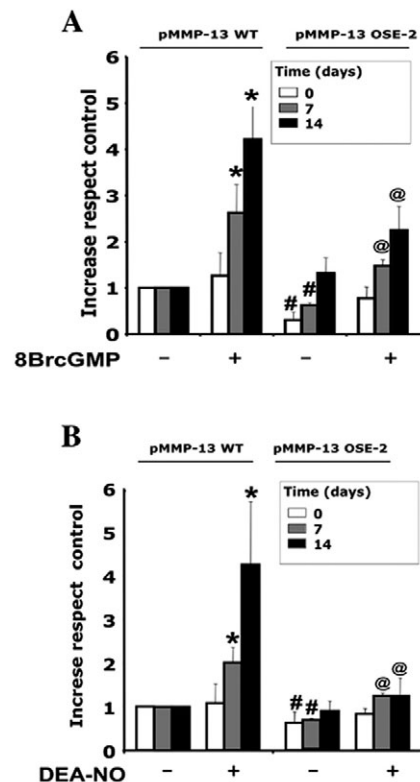 A
pMMP-13 WT pMMP-13 OSE-2
Time (days)
0
7
14
6
5
4
3
2
1
0
Increase respect control
* * # # @ @
8BrcGMP - + - +
B
pMMP-13 WT pMMP-13 OSE-2
Time (days)
0
7
14
6
5
4
3
2
1
0
Increse respect control
* * # # @ @
DEA-NO - + - +